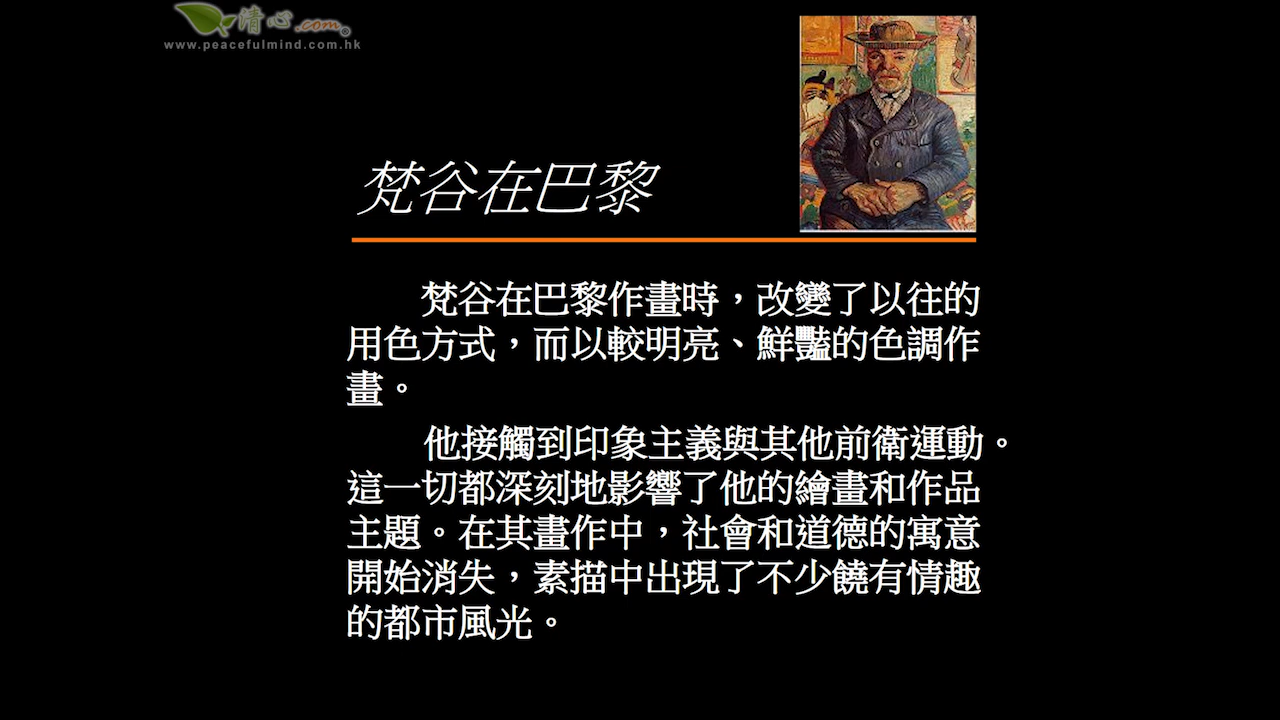 清心.com
www.peacefulmind.com.hk
梵谷在巴黎
梵谷在巴黎作畫時，改變了以往的
用色方式，而以較明亮、鮮豔的色調作
畫。
他接觸到印象主義與其他前衛運動。
這一切都深刻地影響了他的繪畫和作品
主題。在其畫作中，社會和道德的寓意
開始消失，素描中出現了不少饒有情趣
的都市風光。